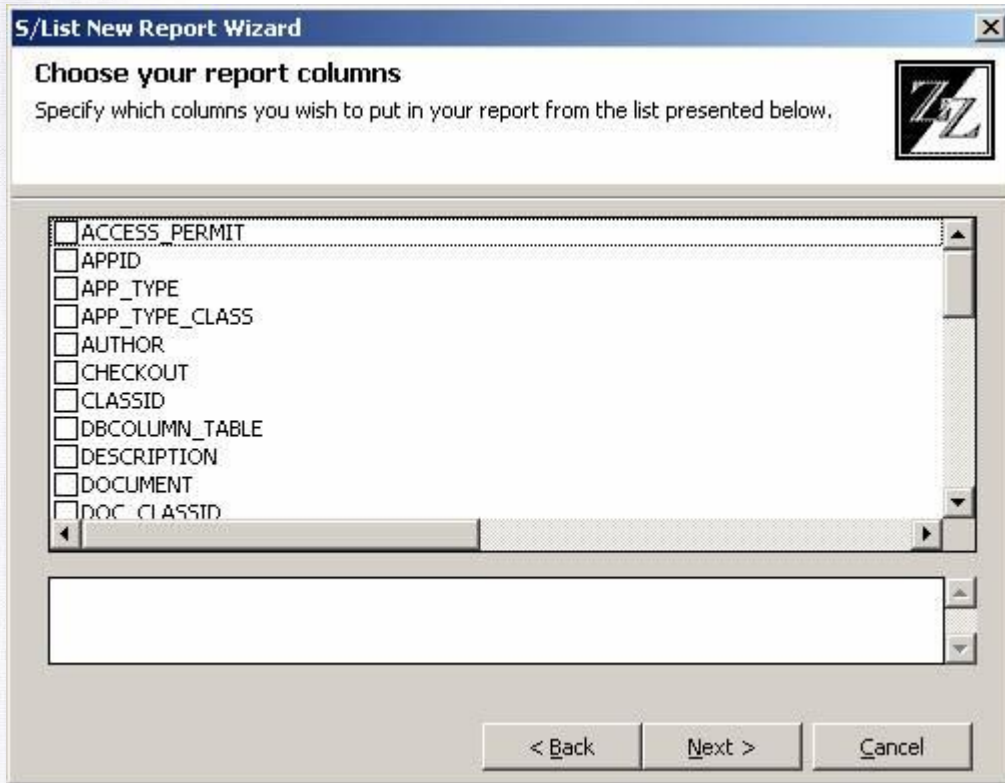 S/List New Report Wizard
Choose your report columns
Specify which columns you wish to put in your report from the list presented below.
ZZ
ACCESS_PERMIT
APPID
APP_TYPE
APP_TYPE_CLASS
AUTHOR
CHECKOUT
CLASSID
DBCOLUMN_TABLE
DESCRIPTION
DOCUMENT
DOC_CLASSID
< Back
Next >
Cancel